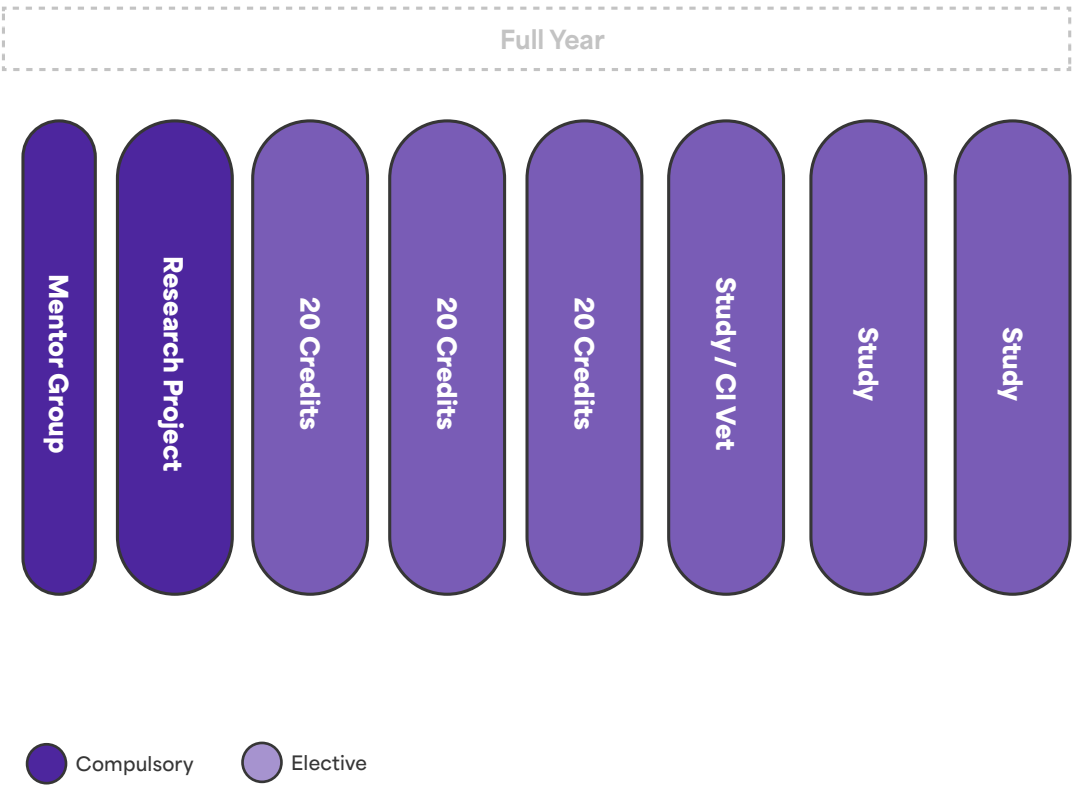 Full Year
Mentor Group
Research Project
20 Credits
20 Credits
20 Credits
Study / CI Vet
Study
Study
Compulsory
Elective